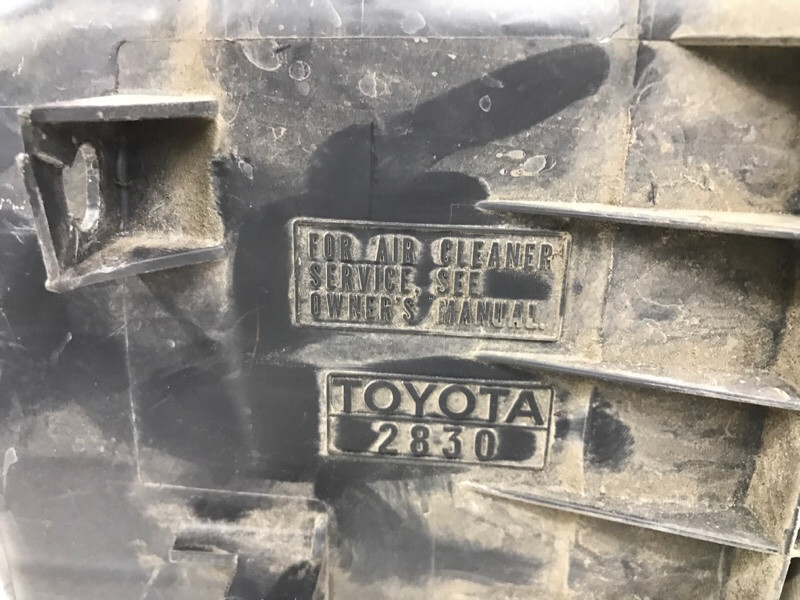 FOR AIR CLEANER
SERVICE, SEE
OWNER'S MANUAL.
TOYOTA
2830